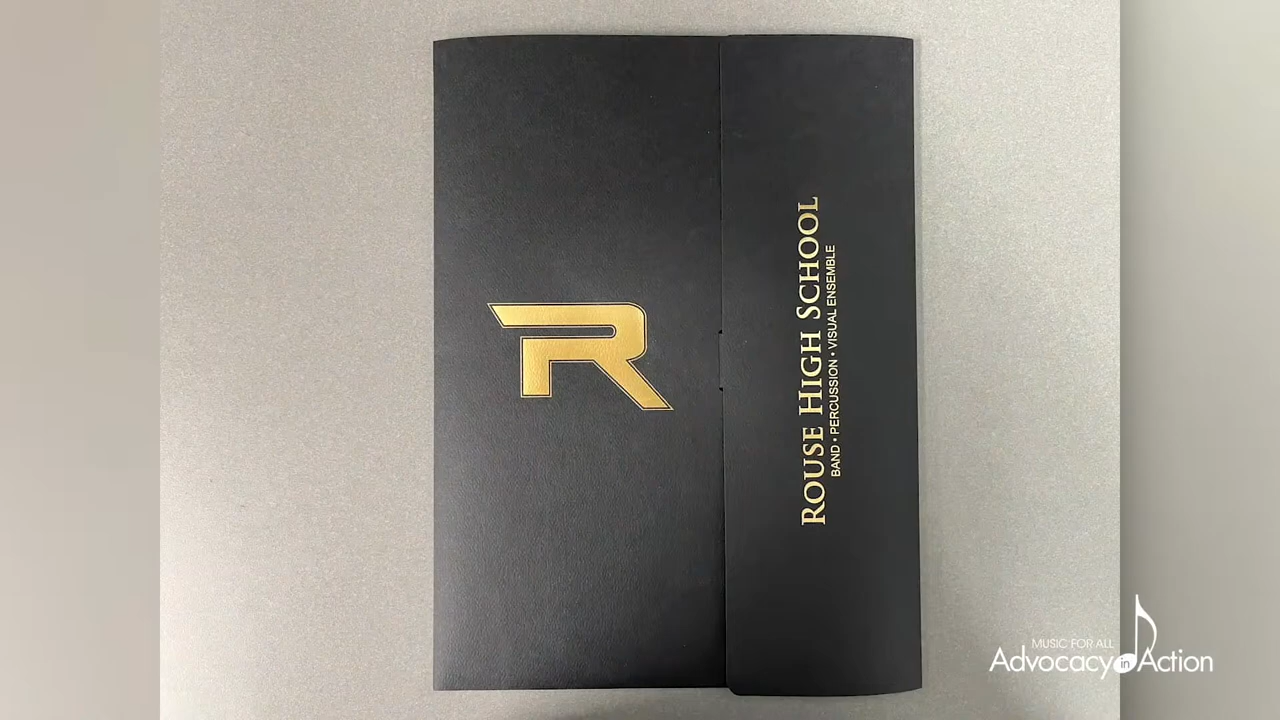 R
ROUSE HIGH SCHOOL
BAND • PERCUSSION • VISUAL ENSEMBLE
MUSIC FOR ALL
Advocacy in Action